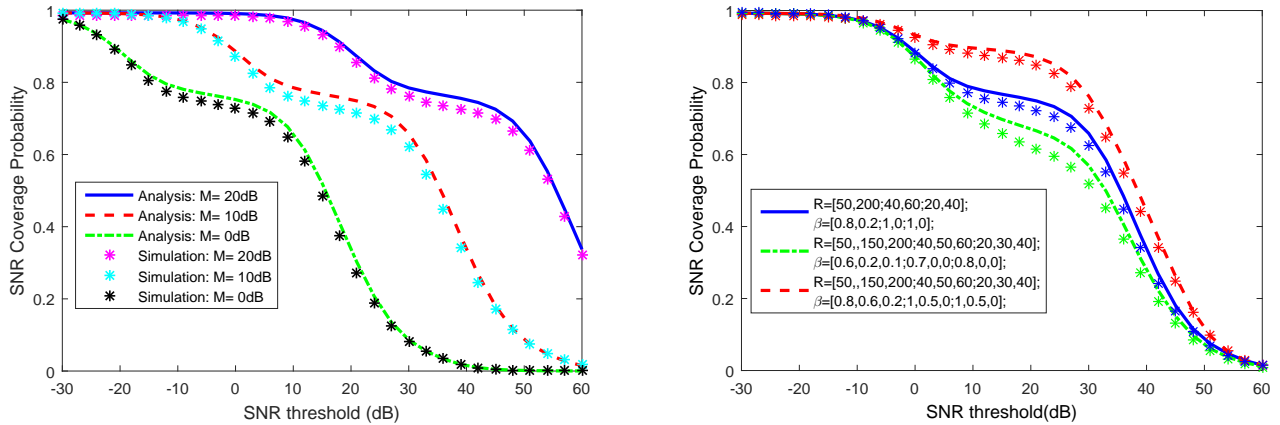 SNR Coverage Probability
1
0.8
0.6
0.4
0.2
0
-30 -20 -10 0 10 20 30 40 50 60
SNR threshold (dB)
Analysis: M= 20dB
Analysis: M= 10dB
Analysis: M= 0dB
Simulation: M= 20dB
Simulation: M= 10dB
Simulation: M= 0dB
SNR Coverage Probability
1
0.8
0.6
0.4
0.2
0
-30 -20 -10 0 10 20 30 40 50 60
SNR threshold(dB)
R=[50,200;40,60;20,40];
β=[0.8,0.2;1,0;1,0];
R=[50,,150,200;40,50,60;20,30,40];
β=[0.6,0.2,0.1;0.7,0,0;0.8,0,0];
R=[50,,150,200;40,50,60;20,30,40];
β=[0.8,0.6,0.2;1,0.5,0;1,0.5,0];